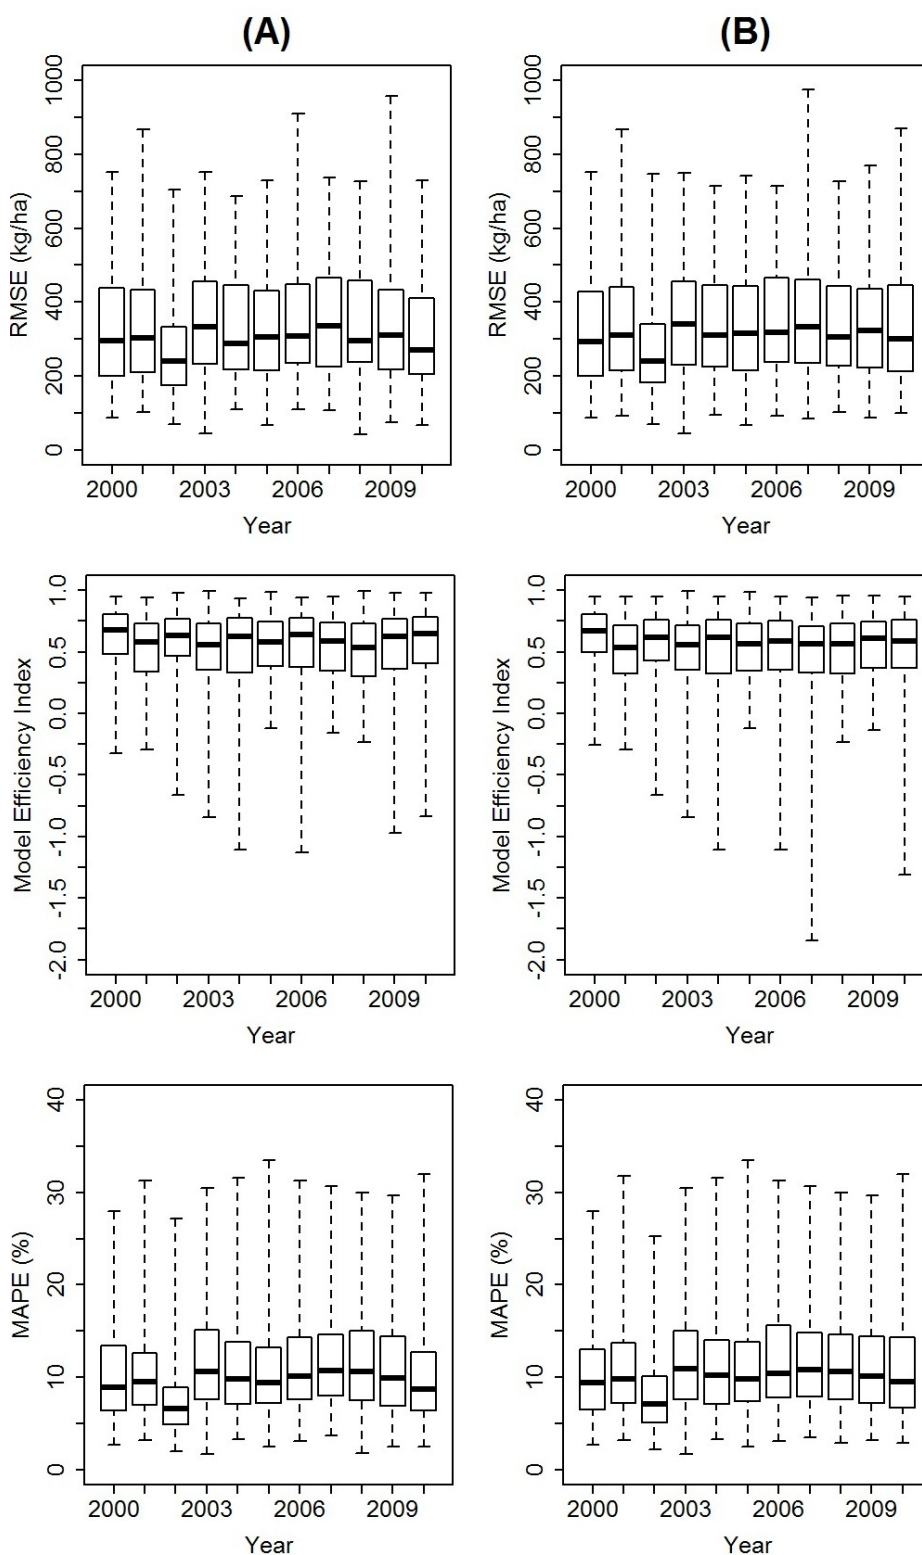 (A)
(B)
RMSE (kg/ha)
0 200 400 600 800 1000
2000 2003 2006 2009
Year
RMSE (kg/ha)
0 200 400 600 800 1000
2000 2003 2006 2009
Year
Model Efficiency Index
-2.0 -1.5 -1.0 -0.5 0.0 0.5 1.0
2000 2003 2006 2009
Year
Model Efficiency Index
-2.0 -1.5 -1.0 -0.5 0.0 0.5 1.0
2000 2003 2006 2009
Year
MAPE (%)
0 10 20 30 40
2000 2003 2006 2009
Year
MAPE (%)
0 10 20 30 40
2000 2003 2006 2009
Year